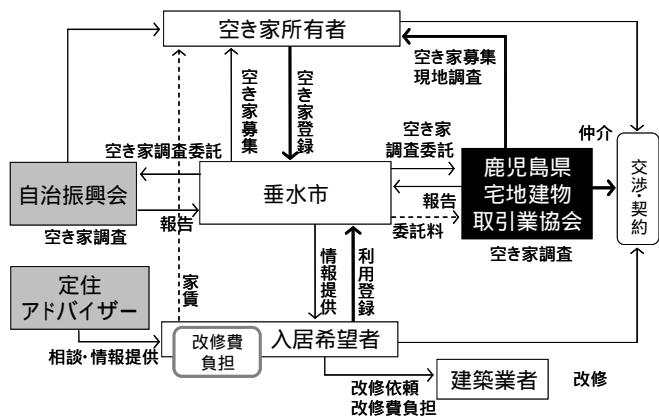 空き家所有者
空き家募集
現地調査
空き家募集
空き家登録
仲介
空き家調査委託
空き家
調査委託
自治振興会
垂水市
鹿児島県
宅地建物
取引業協会
交渉・契約
報告
報告
委託料
空き家調査
空き家調査
家賃
情報提供
利用登録
定住
アドバイザー
相談・情報提供
改修費
負担
入居希望者
改修依頼
改修費負担
建築業者
改修